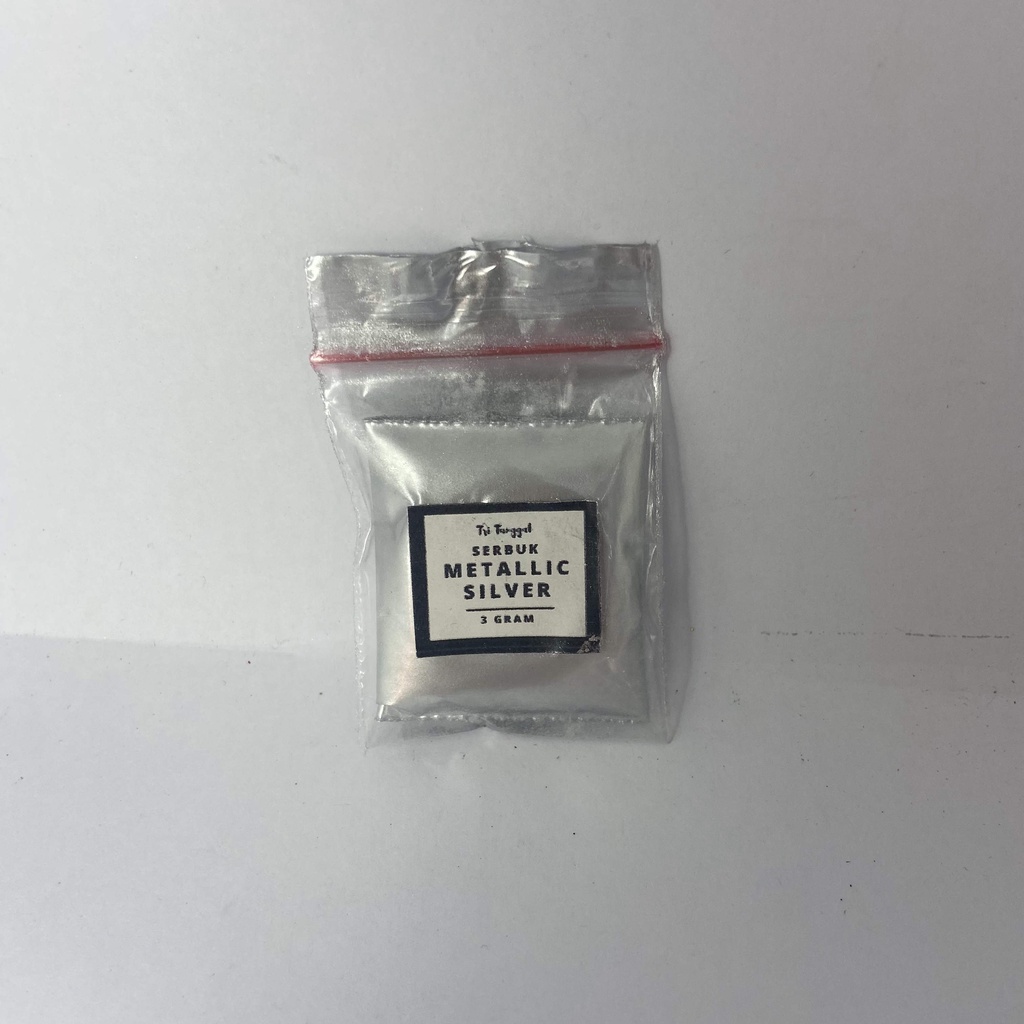 Tri Tunggal
SERBUK
METALLIC
SILVER
3 GRAM